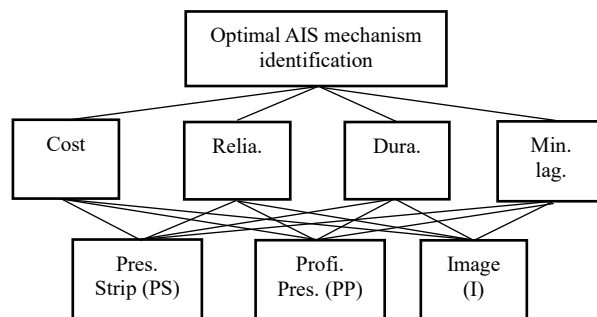 Optimal AIS mechanism
identification
Cost
Relia.
Dura.
Min.
lag.
Pres.
Strip (PS)
Profi.
Pres. (PP)
Image
(I)